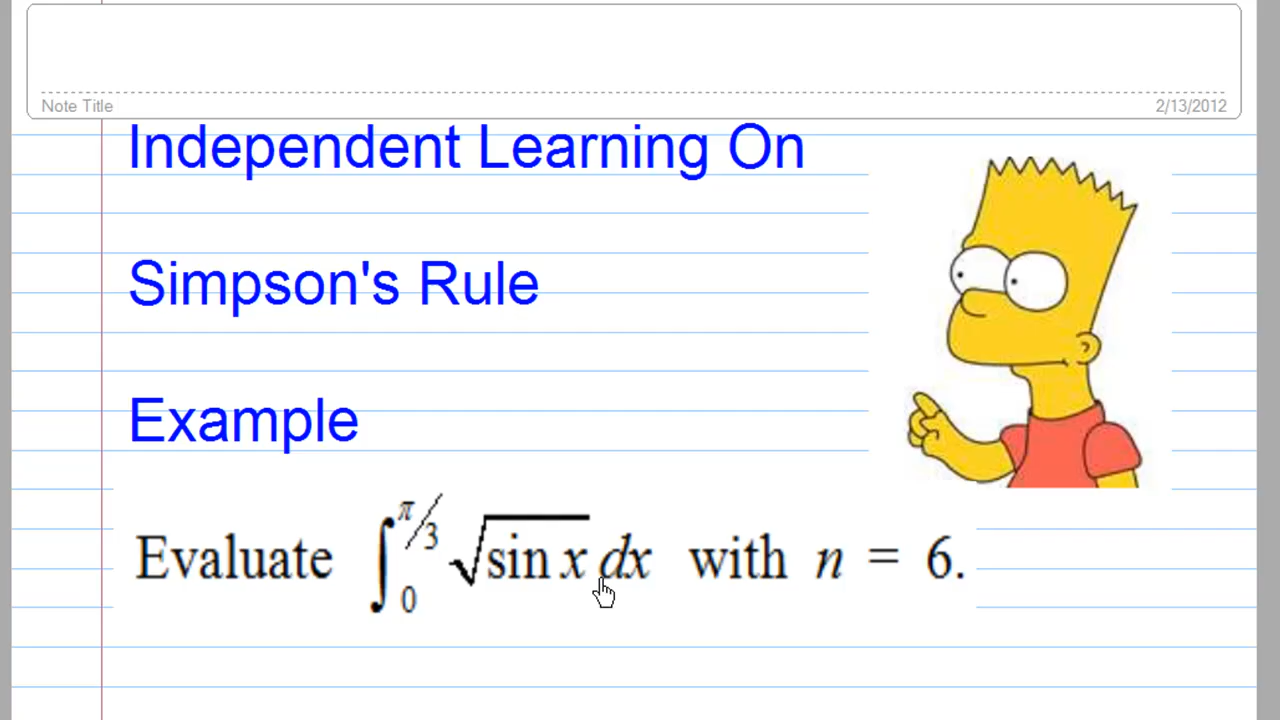 Note Title 2/13/2012
Independent Learning On
Simpson's Rule
Example
Evaluate ∫₀^{π/3} √(sin x) dx with n = 6.